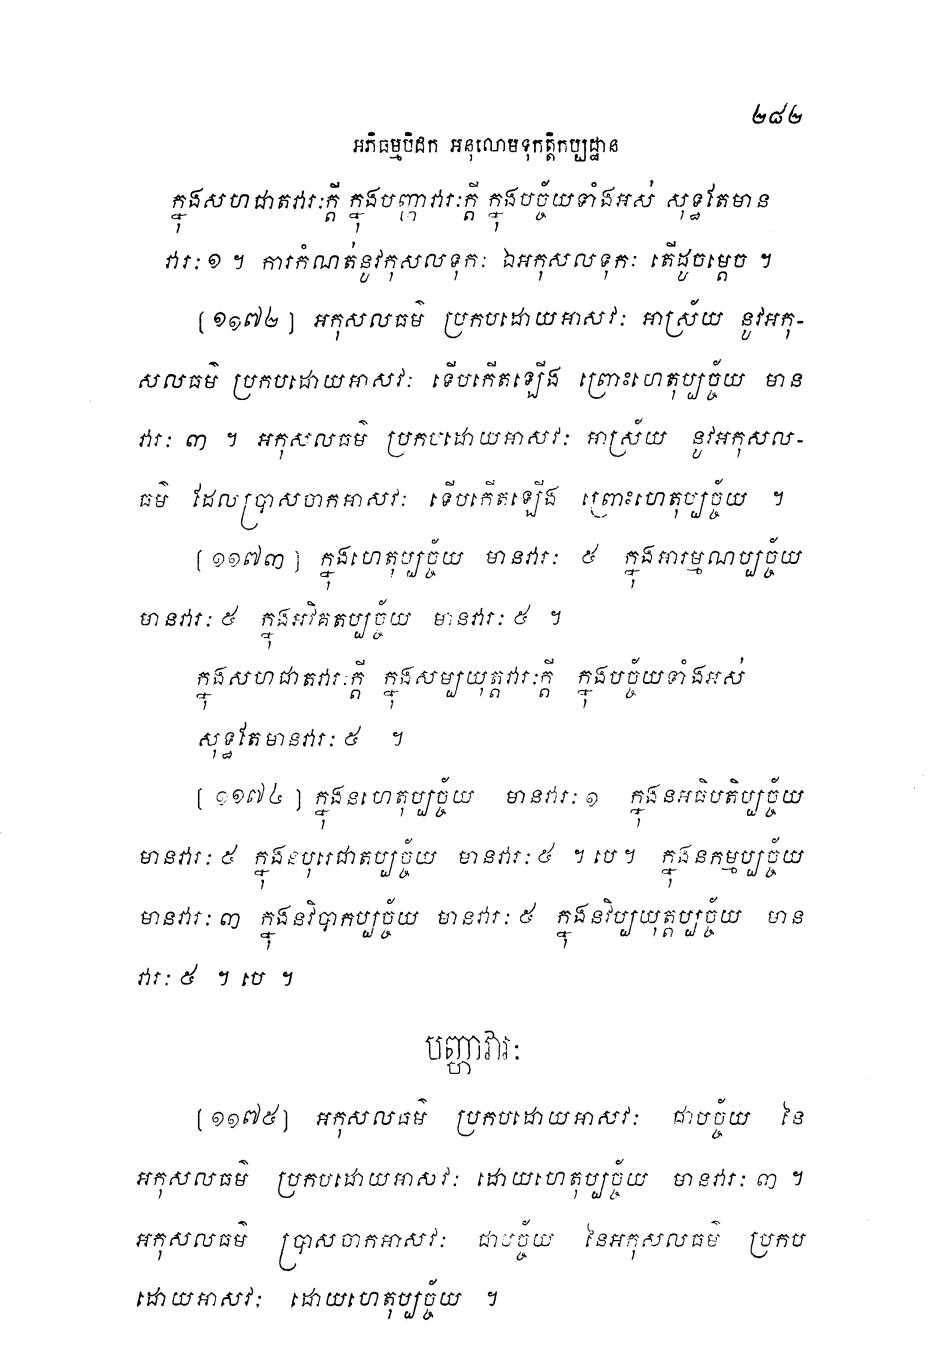 ២៨២
អភិធម្មបិដក អនុលោមទុកត្តិកប្បដ្ឋាន
ក្នុងសហជាតវារៈក្តី ក្នុងបញ្ហាវារៈក្តី ក្នុងបច្ច័យទាំងអស់ សុទ្ធតែមាន
វារៈ ១ ។ ការកំណត់នូវកុសលទុកៈ ឯអកុសលទុកៈ តើដូចម្តេច ។
[១១៧២] អកុសលធម៌ ប្រកបដោយអាសវៈ អាស្រ័យ នូវអកុ-
សលធម៌ ប្រកបដោយអាសវៈ ទើបកើតឡើង ព្រោះហេតុប្បច្ច័យ មាន
វារៈ ៣ ។ អកុសលធម៌ ប្រកបដោយអាសវៈ អាស្រ័យ នូវអកុសល-
ធម៌ ដែលប្រាសចាកអាសវៈ ទើបកើតឡើង ព្រោះហេតុប្បច្ច័យ ។
[១១៧៣] ក្នុងហេតុប្បច្ច័យ មានវារៈ ៥ ក្នុងអារម្មណប្បច្ច័យ
មានវារៈ ៥ ក្នុងអវិគតប្បច្ច័យ មានវារៈ ៥ ។
ក្នុងសហជាតវារៈក្តី ក្នុងសម្បយុត្តវារៈក្តី ក្នុងបច្ច័យទាំងអស់
សុទ្ធតែមានវារៈ ៥ ។
[១១៧៤] ក្នុងនហេតុប្បច្ច័យ មានវារៈ ១ ក្នុងនអធិបតិប្បច្ច័យ
មានវារៈ ៥ ក្នុងនបុរេជាតប្បច្ច័យ មានវារៈ ៥ ។ បេ ។ ក្នុងនកម្មប្បច្ច័យ
មានវារៈ ៣ ក្នុងនវិបាកប្បច្ច័យ មានវារៈ ៥ ក្នុងនវិប្បយុត្តប្បច្ច័យ មាន
វារៈ ៥ ។ បេ ។
បញ្ហាវារៈ
[១១៧៥] អកុសលធម៌ ប្រកបដោយអាសវៈ ជាបច្ច័យ នៃ
អកុសលធម៌ ប្រកបដោយអាសវៈ ដោយហេតុប្បច្ច័យ មានវារៈ ៣ ។
អកុសលធម៌ ប្រាសចាកអាសវៈ ជាបច្ច័យ នៃអកុសលធម៌ ប្រកប
ដោយអាសវៈ ដោយហេតុប្បច្ច័យ ។